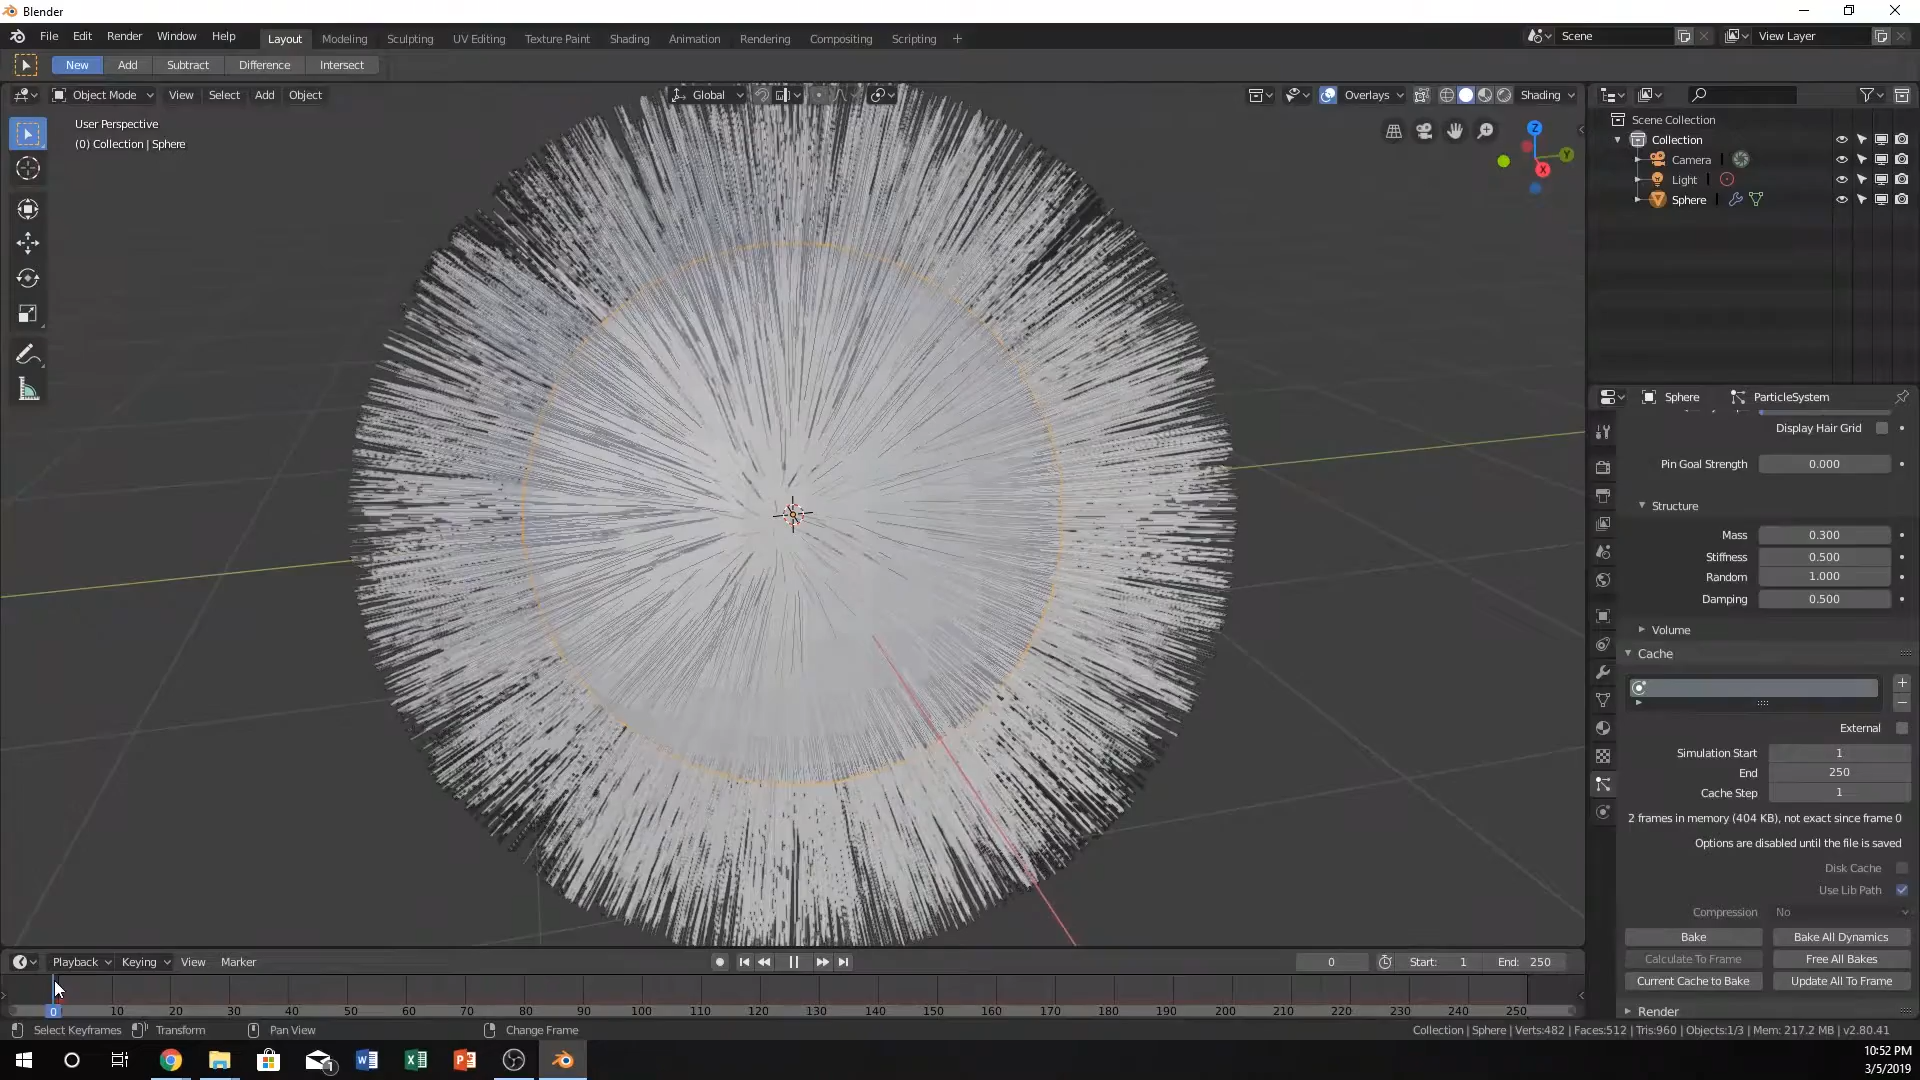 Blender
File Edit Render Window Help
Layout Modeling Sculpting UV Editing Texture Paint Shading Animation Rendering Compositing Scripting +
Scene
View Layer
New Add Subtract Difference Intersect
Object Mode View Select Add Object
Global
Overlays
Shading
User Perspective
(0) Collection | Sphere
Z
Y
X
Scene Collection
Collection
Camera
Light
Sphere
Sphere ParticleSystem
Display Hair Grid
Pin Goal Strength 0.000
Structure
Mass 0.300
Stiffness 0.500
Random 1.000
Damping 0.500
Volume
Cache
External
Simulation Start 1
End 250
Cache Step 1
2 frames in memory (404 KB), not exact since frame 0
Options are disabled until the file is saved
Disk Cache
Use Lib Path
Compression No
Bake Bake All Dynamics
Calculate To Frame Free All Bakes
Current Cache to Bake Update All To Frame
Render
Playback Keying View Marker
0
Start: 1
End: 250
0 10 20 30 40 50 60 70 80 90 100 110 120 130 140 150 160 170 180 190 200 210 220 230 240 250
Select Keyframes Transform Pan View Change Frame
Collection | Sphere | Verts:482 | Faces:512 | Tris:960 | Objects:1/3 | Mem: 217.2 MB | v2.80.41
1
10:52 PM
3/5/2019